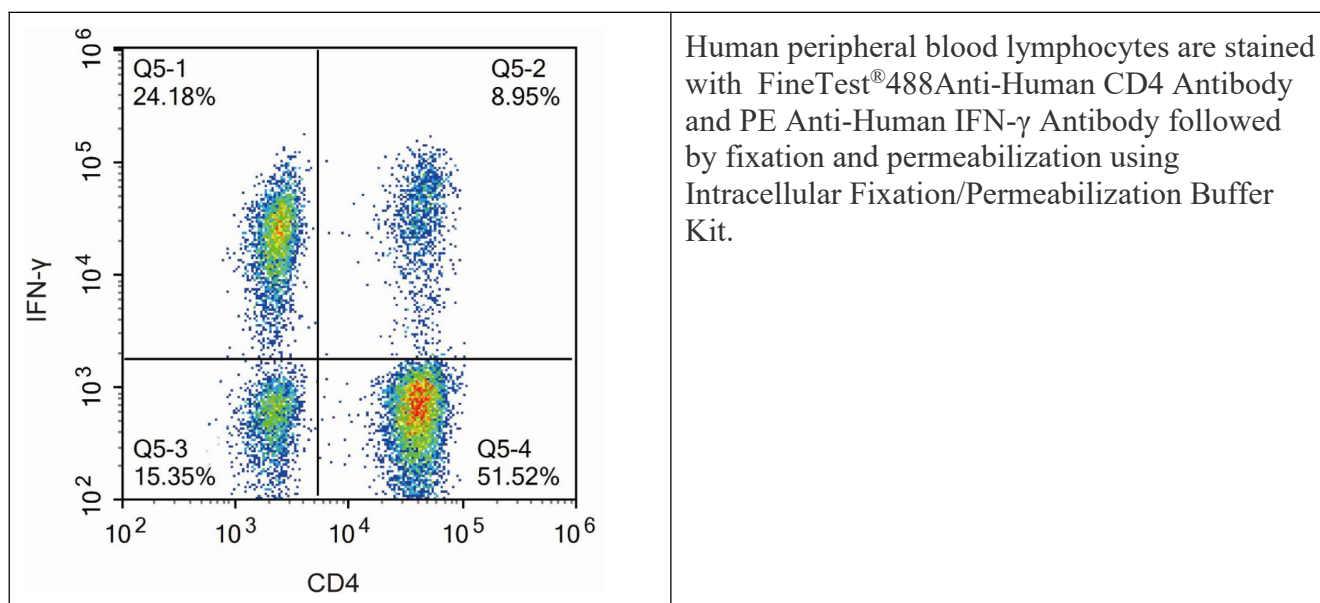 10^6
10^5
10^4
10^3
10^2
IFN-γ
Q5-1
24.18%
Q5-2
8.95%
Q5-3
15.35%
Q5-4
51.52%
10^2
10^3
10^4
10^5
10^6
CD4
Human peripheral blood lymphocytes are stained
with FineTest®488Anti-Human CD4 Antibody
and PE Anti-Human IFN-γ Antibody followed
by fixation and permeabilization using
Intracellular Fixation/Permeabilization Buffer
Kit.